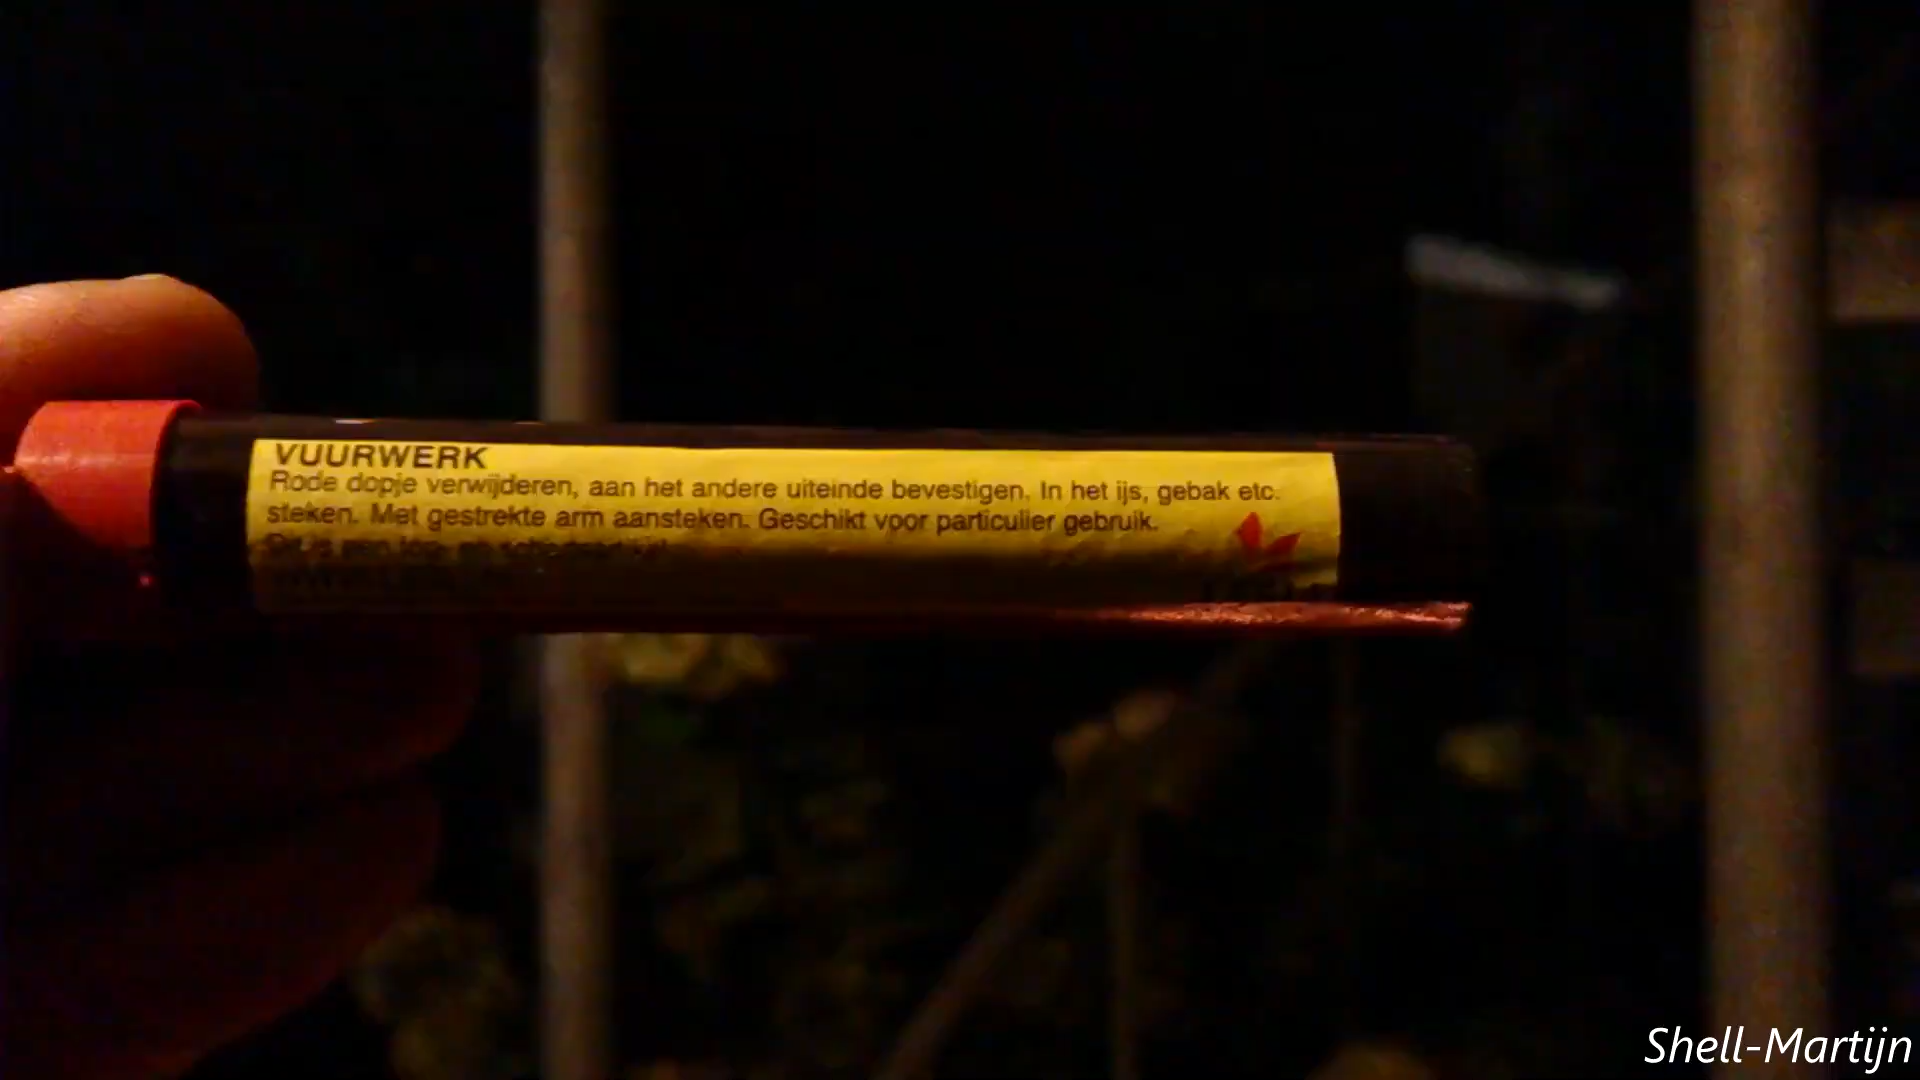 VUURWERK
Rode dopje verwijderen, aan het andere uiteinde bevestigen. In het ijs, gebak etc.
steken. Met gestrekte arm aansteken. Geschikt voor particulier gebruik.
Shell-Martijn